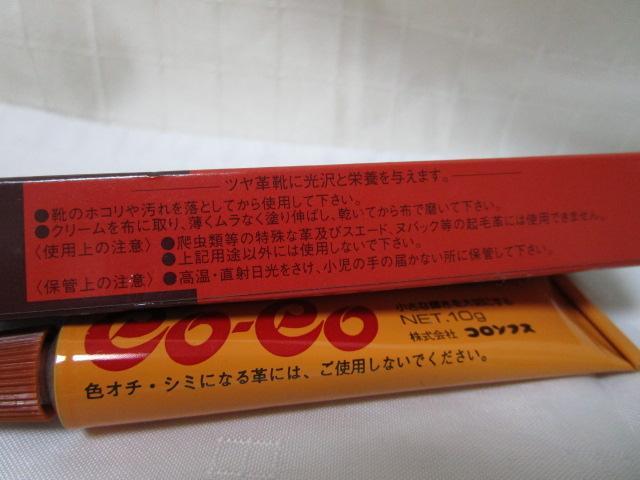 ツヤ革靴に光沢と栄養を与えます。
●靴のホコリや汚れを落としてから使用して下さい。
●クリームを布に取り、薄くムラなく塗り伸ばし、乾いてから布で磨いて下さい。
〈使用上の注意〉●爬虫類等の特殊な革及びスエード、ヌバック等の起毛革には使用できません。
●上記用途以外には使用しないで下さい。
〈保管上の注意〉●高温・直射日光をさけ、小児の手の届かない所に保管して下さい。
Co-Co
NET.10g
株式会社 コロンブス
色オチ・シミになる革には、ご使用しないでください。